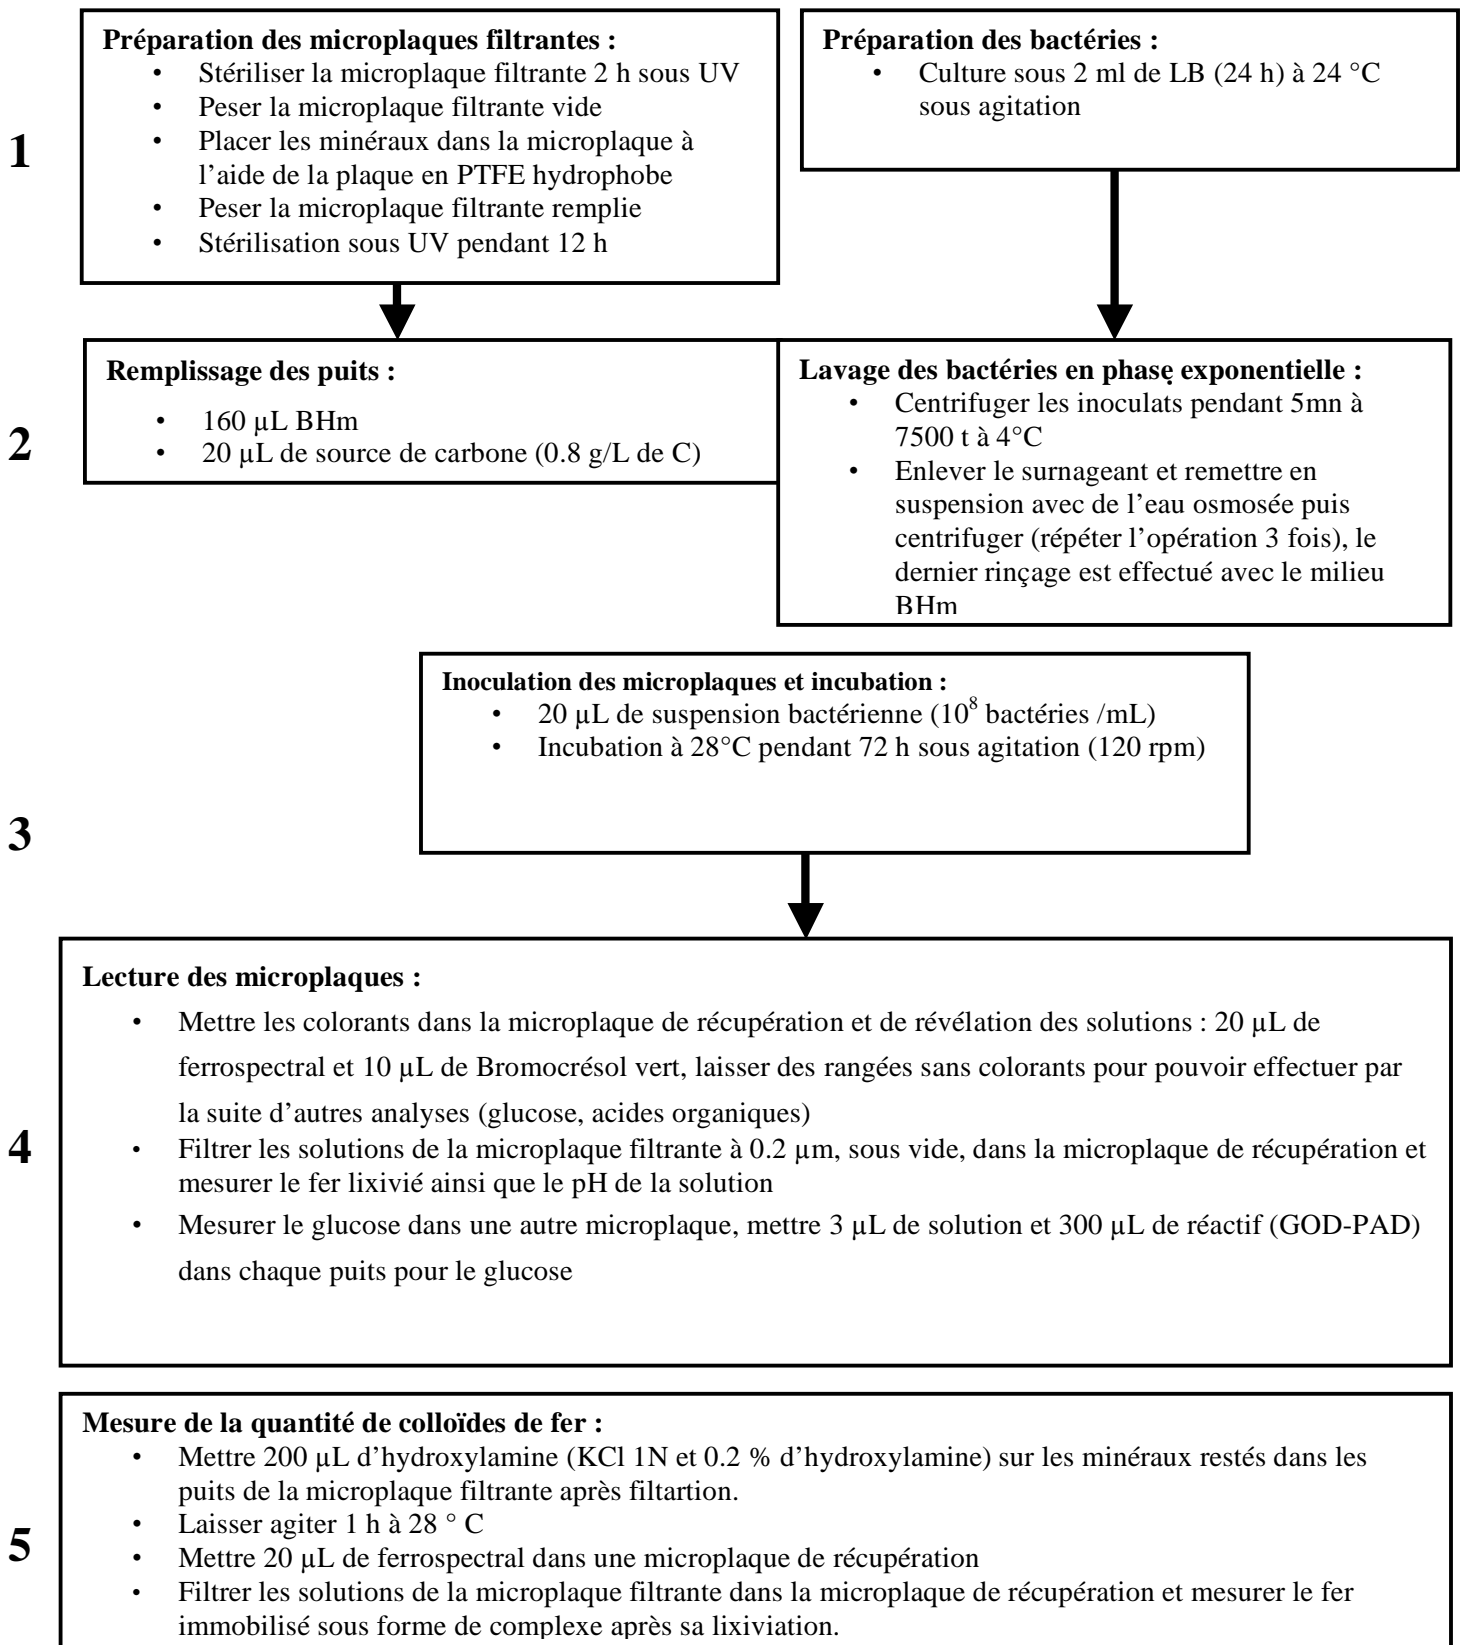 1
Préparation des microplaques filtrantes :
• Stériliser la microplaque filtrante 2 h sous UV
• Peser la microplaque filtrante vide
• Placer les minéraux dans la microplaque à
l’aide de la plaque en PTFE hydrophobe
• Peser la microplaque filtrante remplie
• Stérilisation sous UV pendant 12 h
Préparation des bactéries :
• Culture sous 2 ml de LB (24 h) à 24 °C
sous agitation
2
Remplissage des puits :
• 160 µL BHm
• 20 µL de source de carbone (0.8 g/L de C)
Lavage des bactéries en phase exponentielle :
• Centrifuger les inoculats pendant 5mn à
7500 t à 4°C
• Enlever le surnageant et remettre en
suspension avec de l’eau osmosée puis
centrifuger (répéter l’opération 3 fois), le
dernier rinçage est effectué avec le milieu
BHm
3
Inoculation des microplaques et incubation :
• 20 µL de suspension bactérienne (10⁸ bactéries /mL)
• Incubation à 28°C pendant 72 h sous agitation (120 rpm)
4
Lecture des microplaques :
• Mettre les colorants dans la microplaque de récupération et de révélation des solutions : 20 µL de
ferrospectral et 10 µL de Bromocrésol vert, laisser des rangées sans colorants pour pouvoir effectuer par
la suite d’autres analyses (glucose, acides organiques)
• Filtrer les solutions de la microplaque filtrante à 0.2 µm, sous vide, dans la microplaque de récupération et
mesurer le fer lixivié ainsi que le pH de la solution
• Mesurer le glucose dans une autre microplaque, mettre 3 µL de solution et 300 µL de réactif (GOD-PAD)
dans chaque puits pour le glucose
5
Mesure de la quantité de colloïdes de fer :
• Mettre 200 µL d’hydroxylamine (KCl 1N et 0.2 % d’hydroxylamine) sur les minéraux restés dans les
puits de la microplaque filtrante après filtartion.
• Laisser agiter 1 h à 28 ° C
• Mettre 20 µL de ferrospectral dans une microplaque de récupération
• Filtrer les solutions de la microplaque filtrante dans la microplaque de récupération et mesurer le fer
immobilisé sous forme de complexe après sa lixiviation.